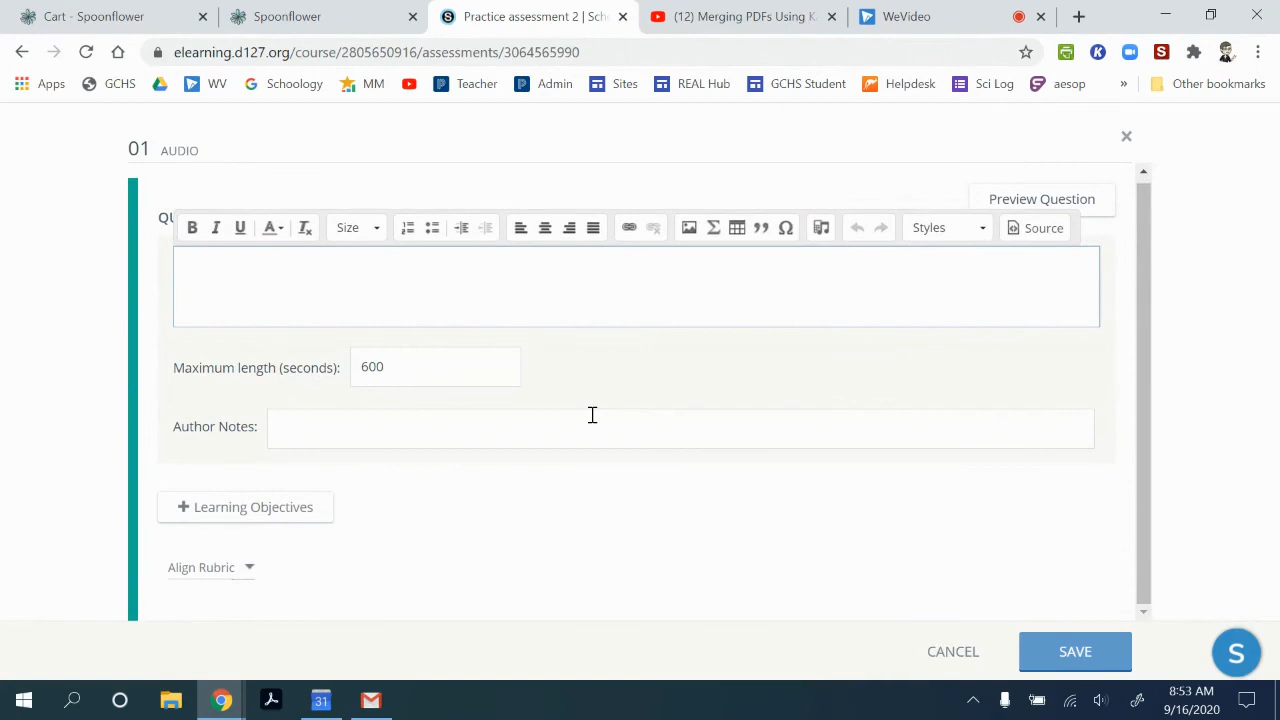 Cart - Spoonflower
Spoonflower
Practice assessment 2 | Sch
(12) Merging PDFs Using K
WeVideo
elearning.d127.org/course/2805650916/assessments/3064565990
Apps
GCHS
WV
Schoology
MM
Teacher
Admin
Sites
REAL Hub
GCHS Student
Helpdesk
Sci Log
aesop
»
Other bookmarks
01 AUDIO
Preview Question
QU
B I U A Size Styles Source
Maximum length (seconds): 600
Author Notes:
+ Learning Objectives
Align Rubric
CANCEL
SAVE
S
31
8:53 AM
9/16/2020